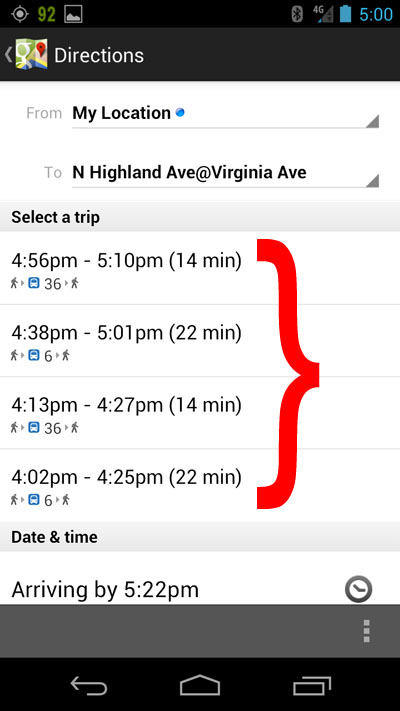 92 4G 5:00
Directions
From My Location
To N Highland Ave@Virginia Ave
Select a trip
4:56pm - 5:10pm (14 min)
36
4:38pm - 5:01pm (22 min)
6
4:13pm - 4:27pm (14 min)
36
4:02pm - 4:25pm (22 min)
6
Date & time
Arriving by 5:22pm